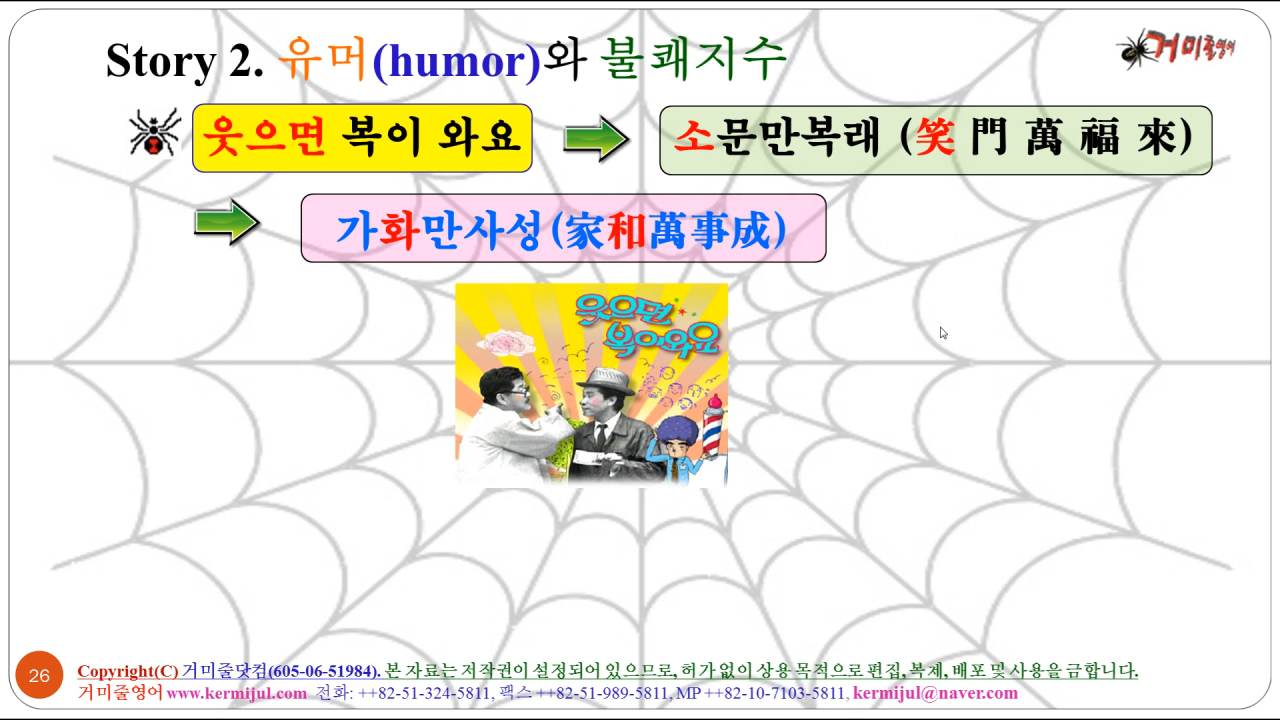 Story 2. 유머(humor)와 불쾌지수
거미줄영어
웃으면 복이 와요
소문만복래 (笑 門 萬 福 來)
가화만사성(家和萬事成)
웃으면
복이와요
26
Copyright(C) 거미줄닷컴(605-06-51984). 본 자료는 저작권이 설정되어 있으므로, 허가 없이 상용 목적으로 편집, 복제, 배포 및 사용을 금합니다.
거미줄영어 www.kermijul.com 전화: ++82-51-324-5811, 팩스 ++82-51-989-5811, MP ++82-10-7103-5811, kermijul@naver.com